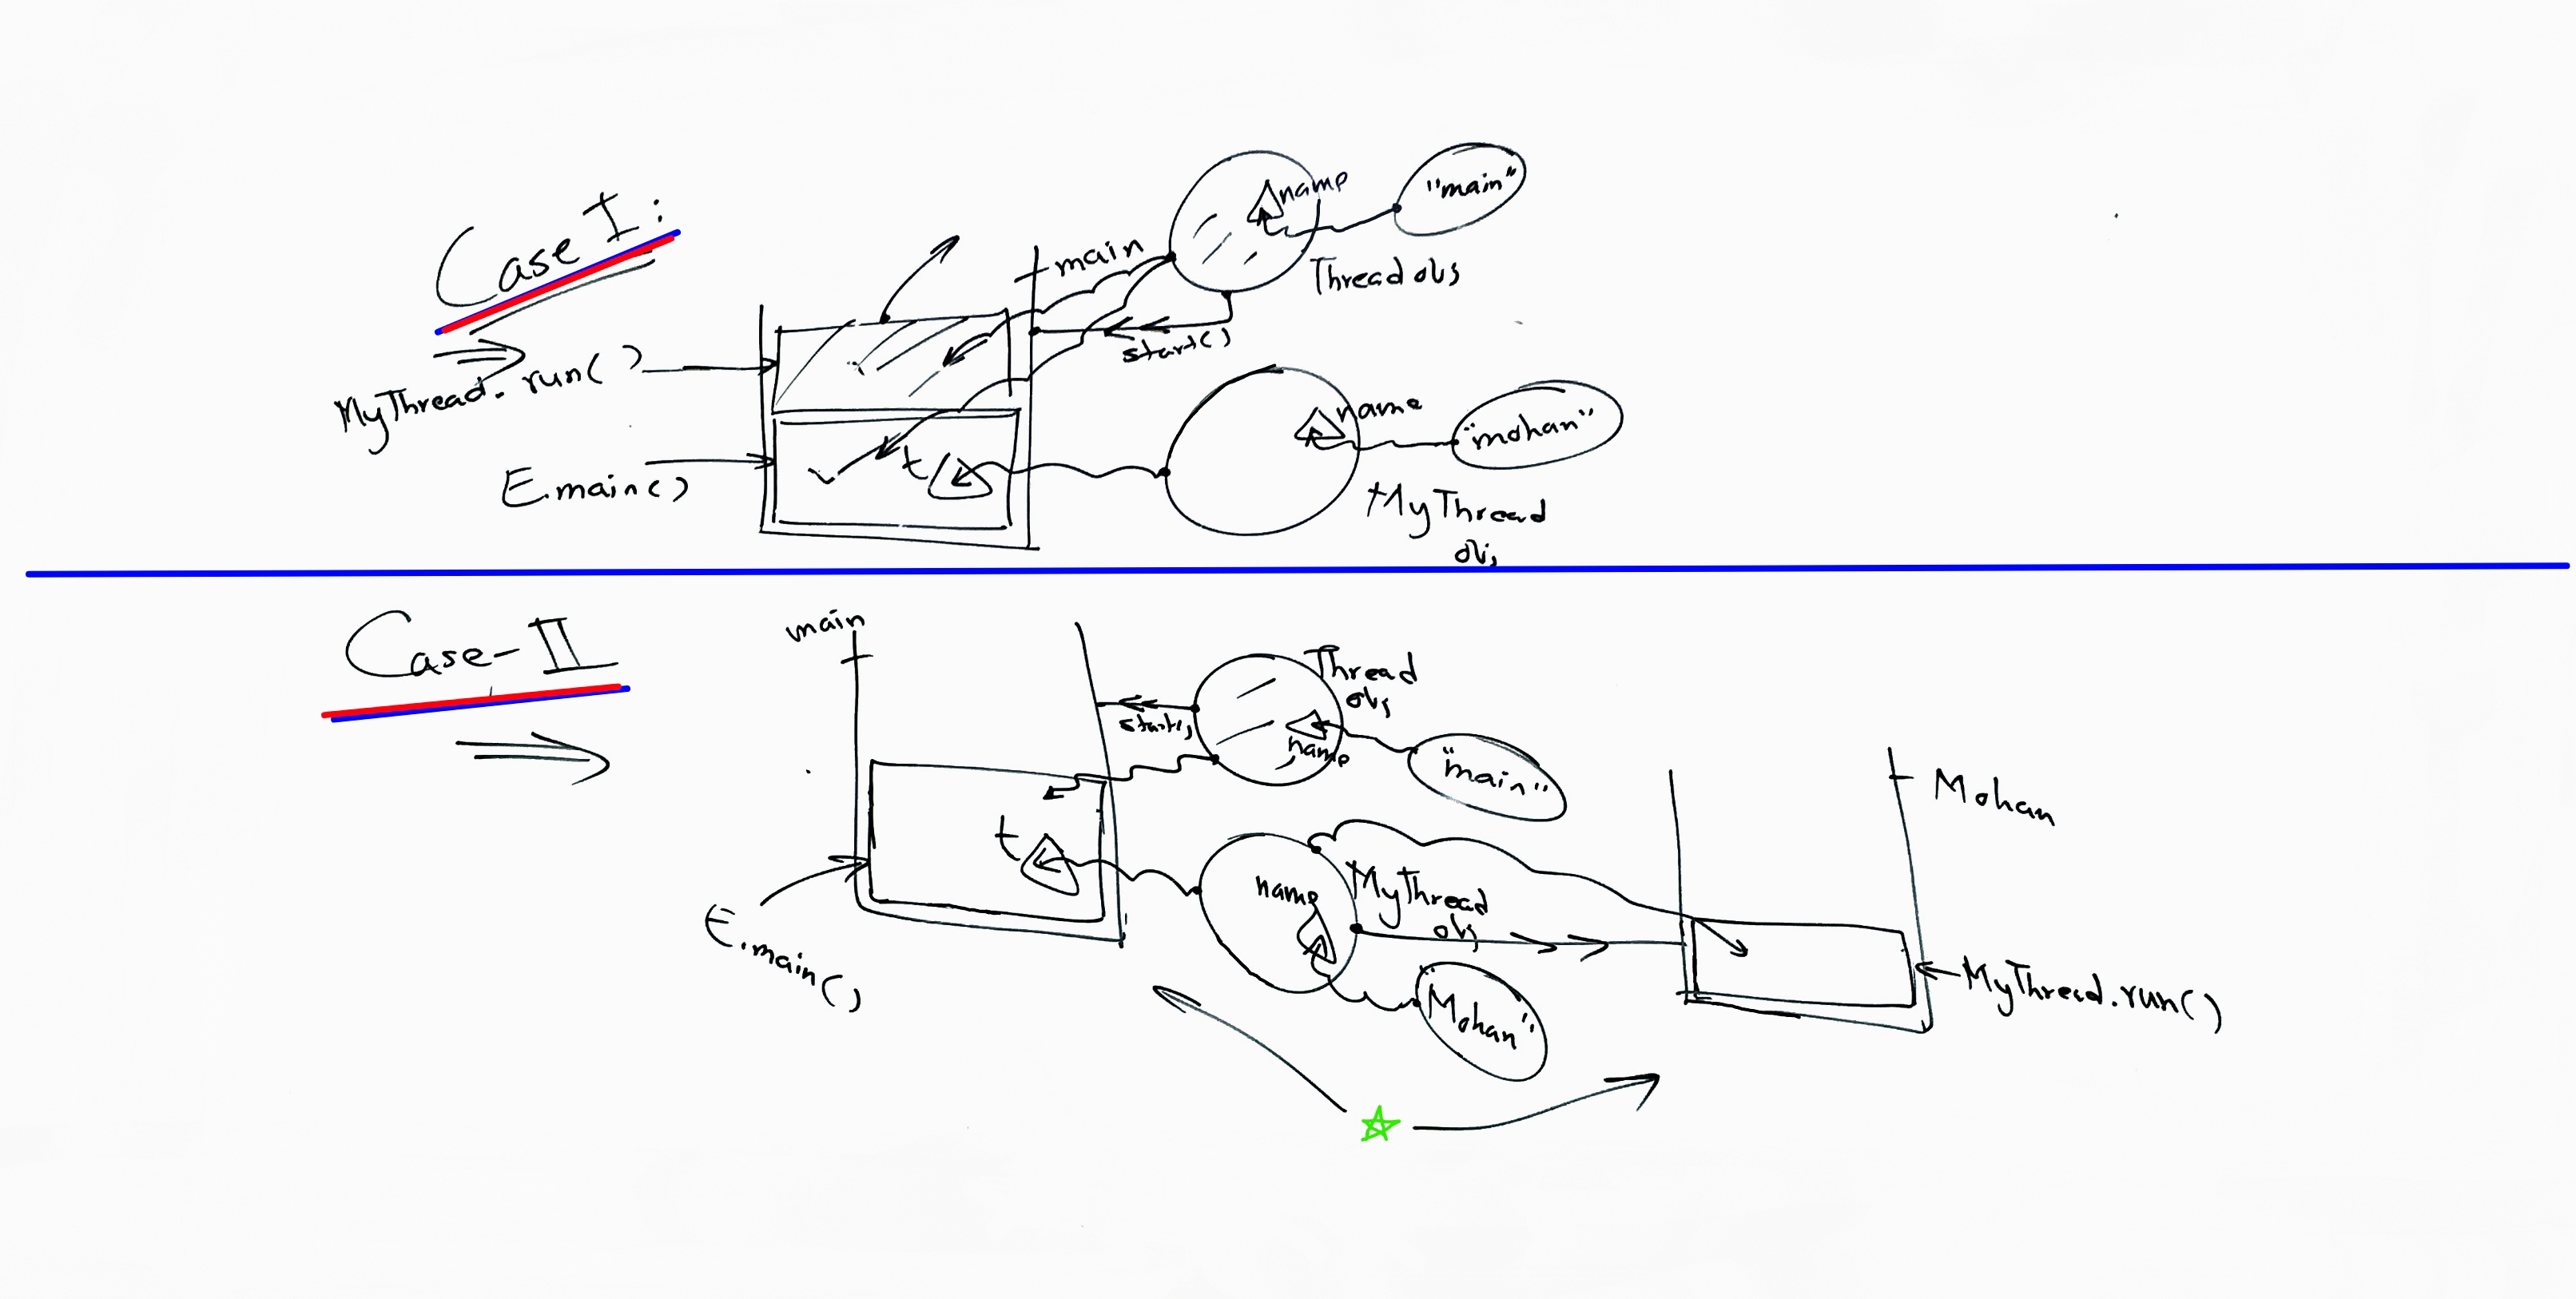 Case I:
name
"main"
main
Thread obj
start()
MyThread.run()
name
"mohan"
t
E.main()
MyThread
obj
Case-II
main
Thread
obj
start()
name
"main"
Mohan
t
name
MyThread
obj
E.main()
"Mohan"
MyThread.run()